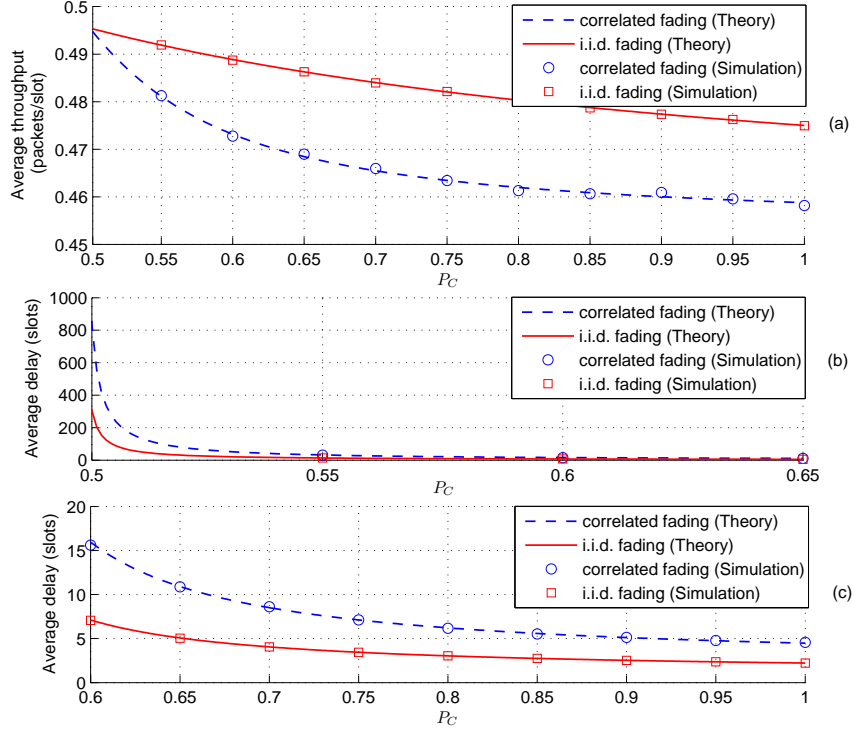 0.5
0.49
0.48
0.47
0.46
0.45
Average throughput
(packets/slot)
0.5 0.55 0.6 0.65 0.7 0.75 0.8 0.85 0.9 0.95 1
P_C
correlated fading (Theory)
i.i.d. fading (Theory)
correlated fading (Simulation)
i.i.d. fading (Simulation)
(a)
1000
800
600
400
200
0
Average delay (slots)
0.5 0.55 0.6 0.65
P_C
correlated fading (Theory)
i.i.d. fading (Theory)
correlated fading (Simulation)
i.i.d. fading (Simulation)
(b)
20
15
10
5
0
Average delay (slots)
0.6 0.65 0.7 0.75 0.8 0.85 0.9 0.95 1
P_C
correlated fading (Theory)
i.i.d. fading (Theory)
correlated fading (Simulation)
i.i.d. fading (Simulation)
(c)